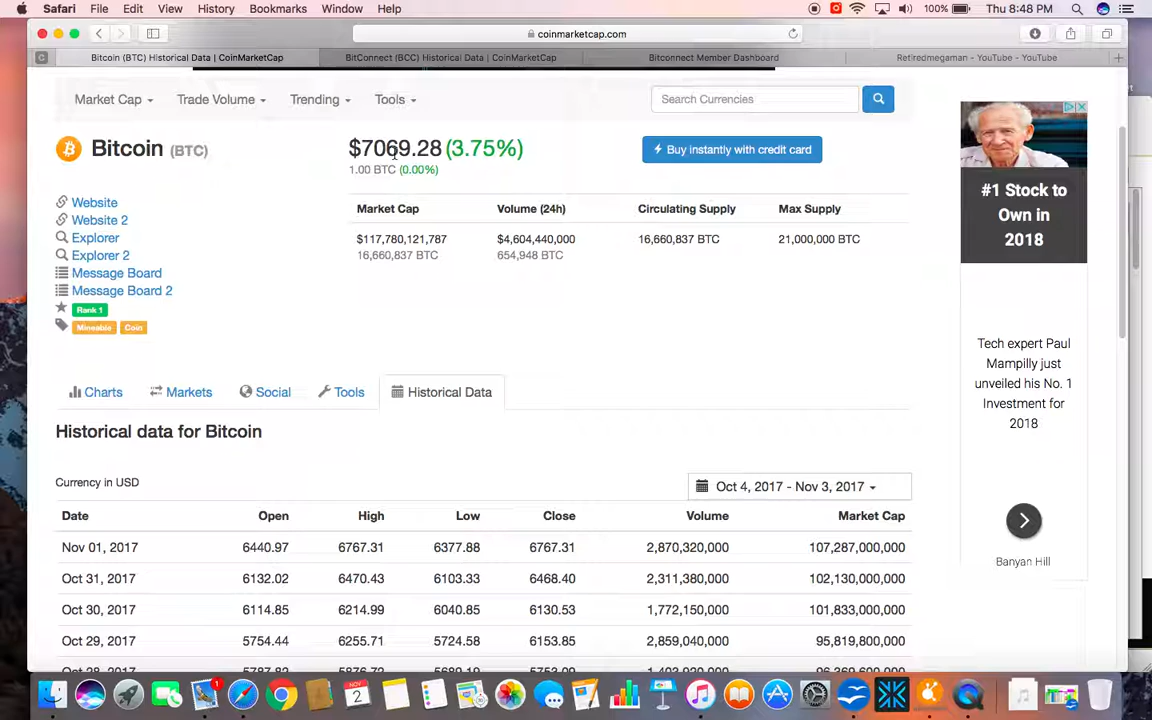 Safari File Edit View History Bookmarks Window Help 100% Thu 8:48 PM
coinmarketcap.com
Bitcoin (BTC) Historical Data | CoinMarketCap BitConnect (BCC) Historical Data | CoinMarketCap Bitconnect Member Dashboard Retiredmegaman - YouTube - YouTube
Market Cap Trade Volume Trending Tools Search Currencies
Bitcoin (BTC) $7069.28 (3.75%) Buy instantly with credit card
1.00 BTC (0.00%)
Market Cap Volume (24h) Circulating Supply Max Supply
$117,780,121,787 $4,604,440,000 16,660,837 BTC 21,000,000 BTC
16,660,837 BTC 654,948 BTC
Website
Website 2
Explorer
Explorer 2
Message Board
Message Board 2
Rank 1
Mineable Coin
Charts Markets Social Tools Historical Data
Historical data for Bitcoin
Currency in USD Oct 4, 2017 - Nov 3, 2017
Date Open High Low Close Volume Market Cap
Nov 01, 2017 6440.97 6767.31 6377.88 6767.31 2,870,320,000 107,287,000,000
Oct 31, 2017 6132.02 6470.43 6103.33 6468.40 2,311,380,000 102,130,000,000
Oct 30, 2017 6114.85 6214.99 6040.85 6130.53 1,772,150,000 101,833,000,000
Oct 29, 2017 5754.44 6255.71 5724.58 6153.85 2,859,040,000 95,819,800,000
#1 Stock to
Own in
2018
Tech expert Paul
Mampilly just
unveiled his No. 1
Investment for
2018
Banyan Hill
1
NOV
2